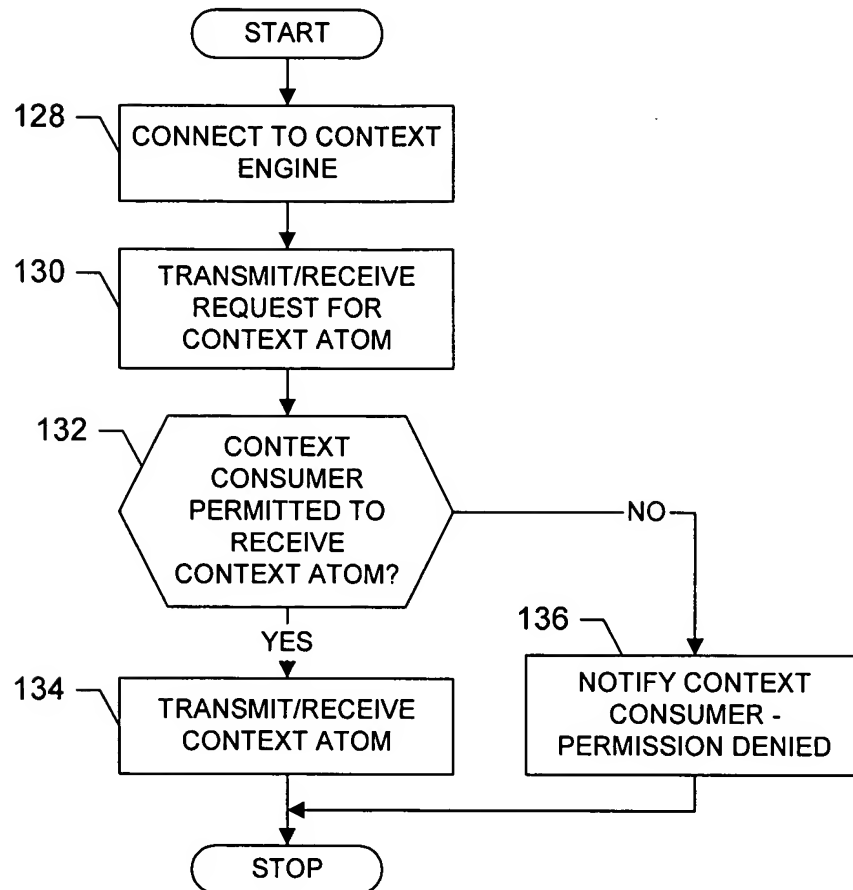 START
128
CONNECT TO CONTEXT
ENGINE
130
TRANSMIT/RECEIVE
REQUEST FOR
CONTEXT ATOM
132
CONTEXT
CONSUMER
PERMITTED TO
RECEIVE
CONTEXT ATOM?
NO
YES
136
134
TRANSMIT/RECEIVE
CONTEXT ATOM
NOTIFY CONTEXT
CONSUMER -
PERMISSION DENIED
STOP